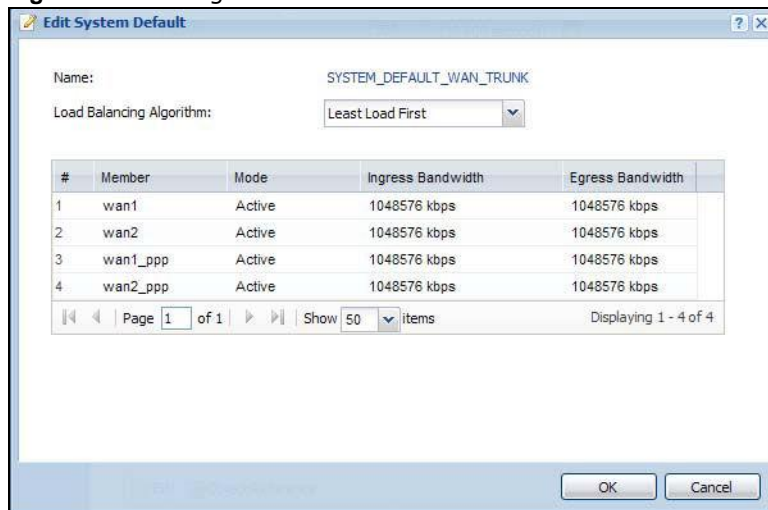 Edit System Default
Name: SYSTEM_DEFAULT_WAN_TRUNK
Load Balancing Algorithm: Least Load First
# Member Mode Ingress Bandwidth Egress Bandwidth
1 wan1 Active 1048576 kbps 1048576 kbps
2 wan2 Active 1048576 kbps 1048576 kbps
3 wan1_ppp Active 1048576 kbps 1048576 kbps
4 wan2_ppp Active 1048576 kbps 1048576 kbps
Page 1 of 1 Show 50 items Displaying 1 - 4 of 4
OK Cancel